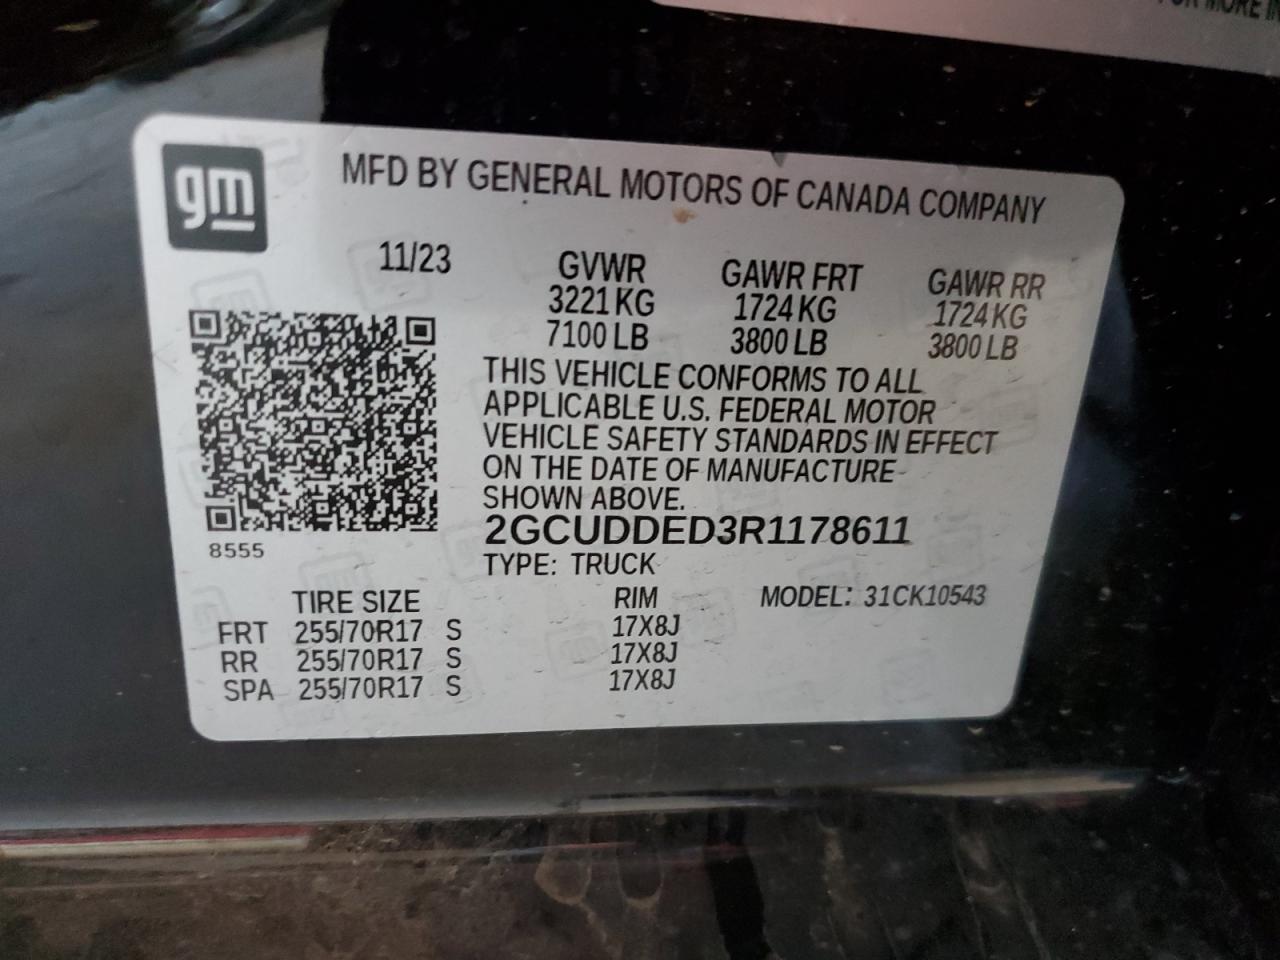 FOR MORE IN
gm
MFD BY GENERAL MOTORS OF CANADA COMPANY
11/23 GVWR GAWR FRT GAWR RR
3221 KG 1724 KG 1724 KG
7100 LB 3800 LB 3800 LB
THIS VEHICLE CONFORMS TO ALL
APPLICABLE U.S. FEDERAL MOTOR
VEHICLE SAFETY STANDARDS IN EFFECT
ON THE DATE OF MANUFACTURE
SHOWN ABOVE.
2GCUDDED3R1178611
8555
TYPE: TRUCK
TIRE SIZE RIM MODEL: 31CK10543
FRT 255/70R17 S 17X8J
RR 255/70R17 S 17X8J
SPA 255/70R17 S 17X8J